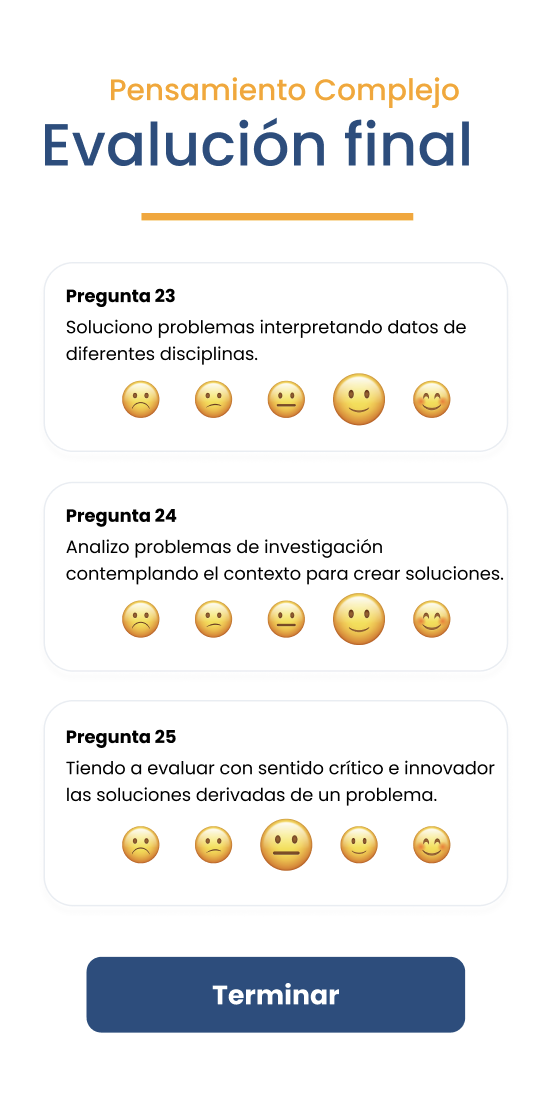 Pensamiento Complejo
Evalución final
Pregunta 23
Soluciono problemas interpretando datos de
diferentes disciplinas.
Pregunta 24
Analizo problemas de investigación
contemplando el contexto para crear soluciones.
Pregunta 25
Tiendo a evaluar con sentido crítico e innovador
las soluciones derivadas de un problema.
Terminar